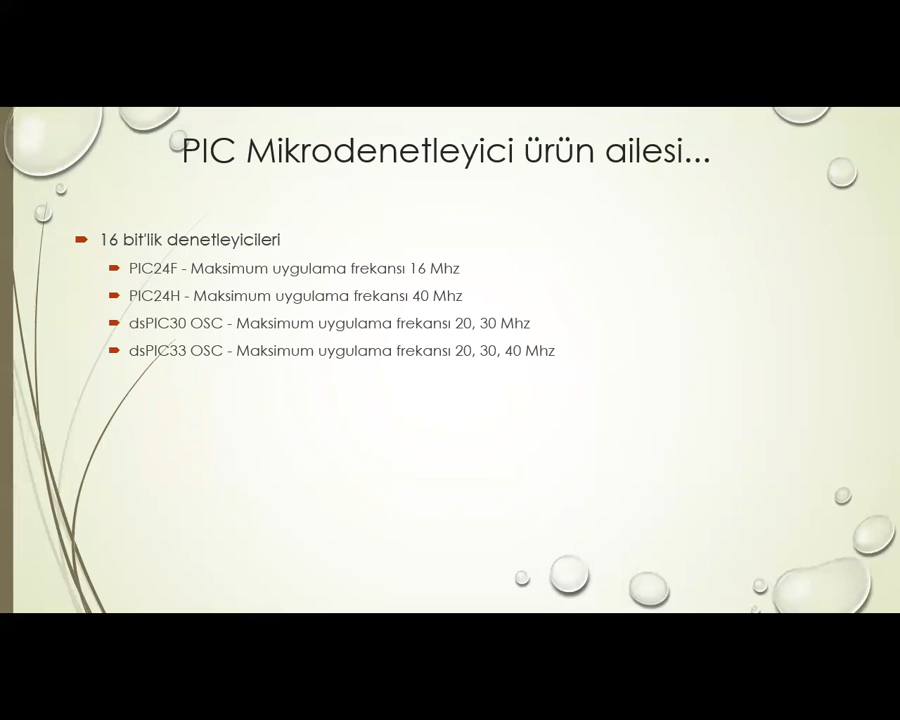 PIC Mikrodenetleyici ürün ailesi...
16 bit'lik denetleyicileri
PIC24F - Maksimum uygulama frekansı 16 Mhz
PIC24H - Maksimum uygulama frekansı 40 Mhz
dsPIC30 OSC - Maksimum uygulama frekansı 20, 30 Mhz
dsPIC33 OSC - Maksimum uygulama frekansı 20, 30, 40 Mhz